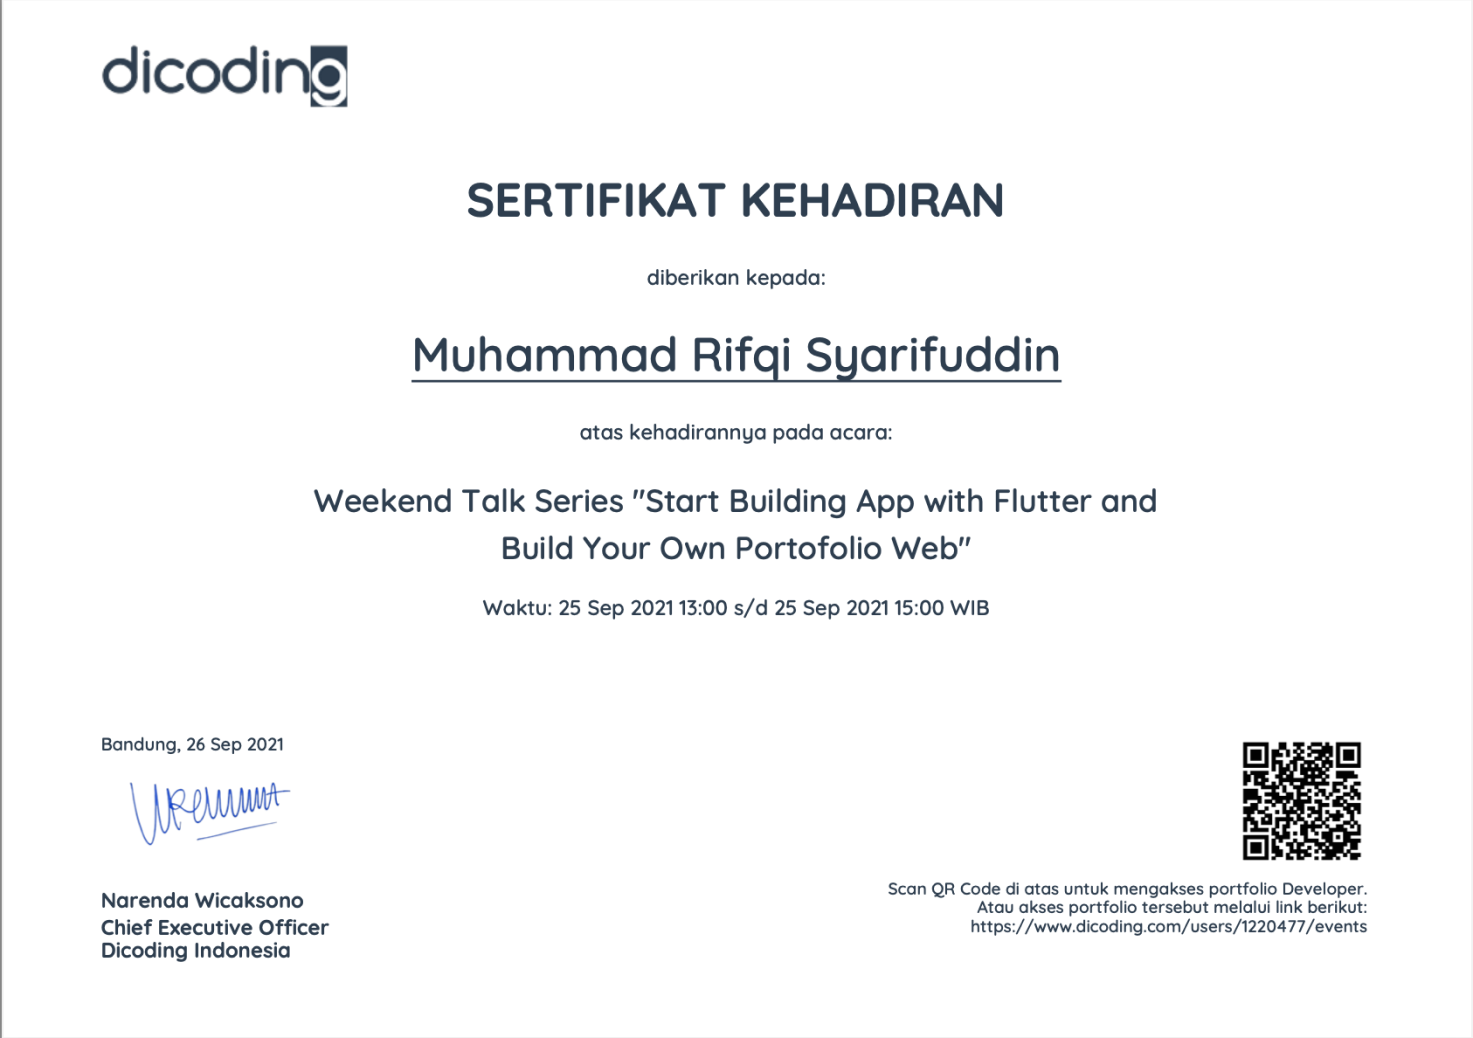 dicoding
SERTIFIKAT KEHADIRAN
diberikan kepada:
Muhammad Rifqi Syarifuddin
atas kehadirannya pada acara:
Weekend Talk Series "Start Building App with Flutter and
Build Your Own Portofolio Web"
Waktu: 25 Sep 2021 13:00 s/d 25 Sep 2021 15:00 WIB
Bandung, 26 Sep 2021
Narenda Wicaksono
Chief Executive Officer
Dicoding Indonesia
Scan QR Code di atas untuk mengakses portfolio Developer.
Atau akses portfolio tersebut melalui link berikut:
https://www.dicoding.com/users/1220477/events